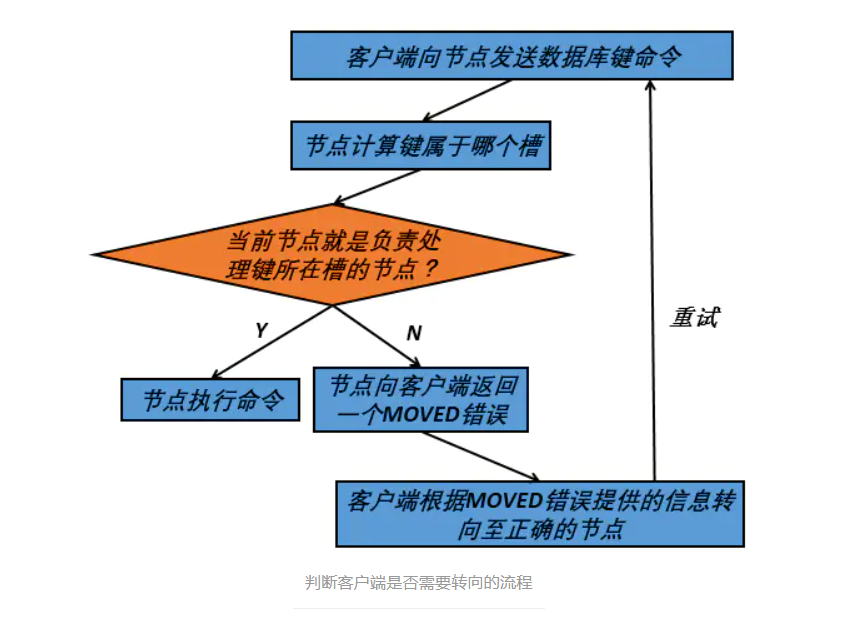 客户端向节点发送数据库键命令
节点计算键属于哪个槽
当前节点就是负责处
理键所在槽的节点？
Y
N
重试
节点执行命令
节点向客户端返回
一个MOVED错误
客户端根据MOVED错误提供的信息转
向至正确的节点
判断客户端是否需要转向的流程